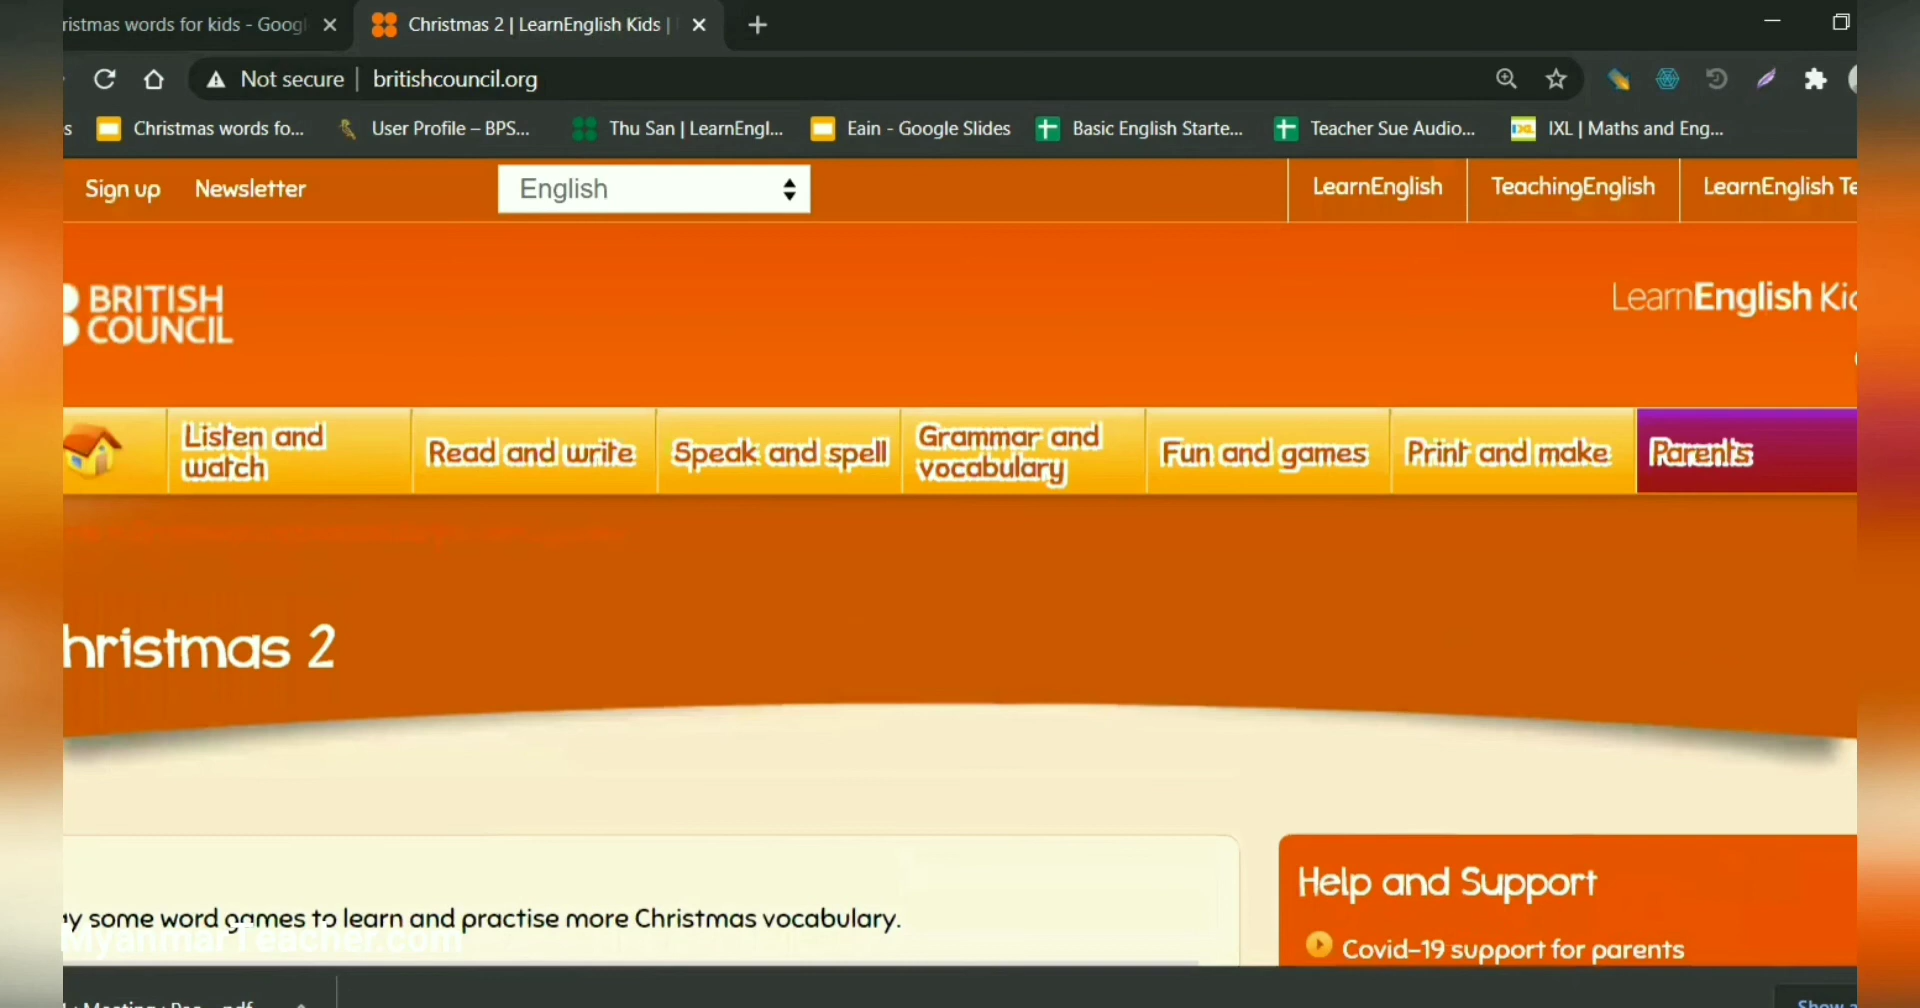 ristmas words for kids - Googl
Christmas 2 | LearnEnglish Kids |
Not secure | britishcouncil.org
s Christmas words fo... User Profile – BPS... Thu San | LearnEngl... Eain - Google Slides Basic English Starte... Teacher Sue Audio... IXL | Maths and Eng...
Sign up Newsletter English LearnEnglish TeachingEnglish LearnEnglish Te
BRITISH
COUNCIL
LearnEnglish Kid
Listen and
watch
Read and write
Speak and spell
Grammar and
vocabulary
Fun and games
Print and make
Parents
hristmas 2
ay some word games to learn and practise more Christmas vocabulary.
MyanmarTeacher.com
Help and Support
Covid-19 support for parents
Show a